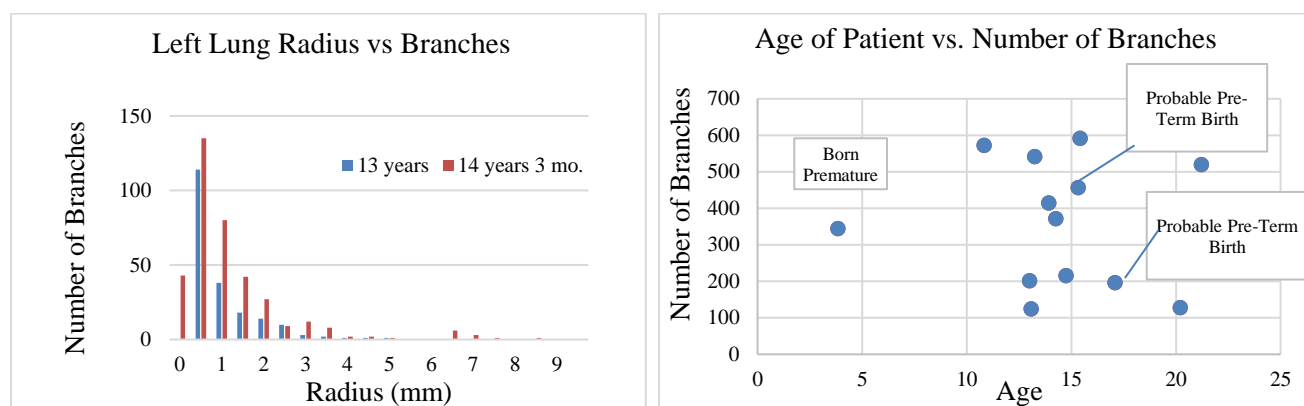 Left Lung Radius vs Branches
Number of Branches
150
100
50
0
13 years 14 years 3 mo.
0 1 2 3 4 5 6 7 8 9
Radius (mm)
Age of Patient vs. Number of Branches
Number of Branches
700
600
500
400
300
200
100
0
Born
Premature
Probable Pre-
Term Birth
Probable Pre-Term
Birth
0 5 10 15 20 25
Age